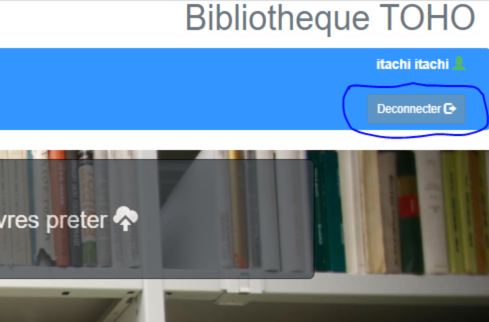 Bibliotheque TOHO
itachi itachi
Deconnecter
vres preter